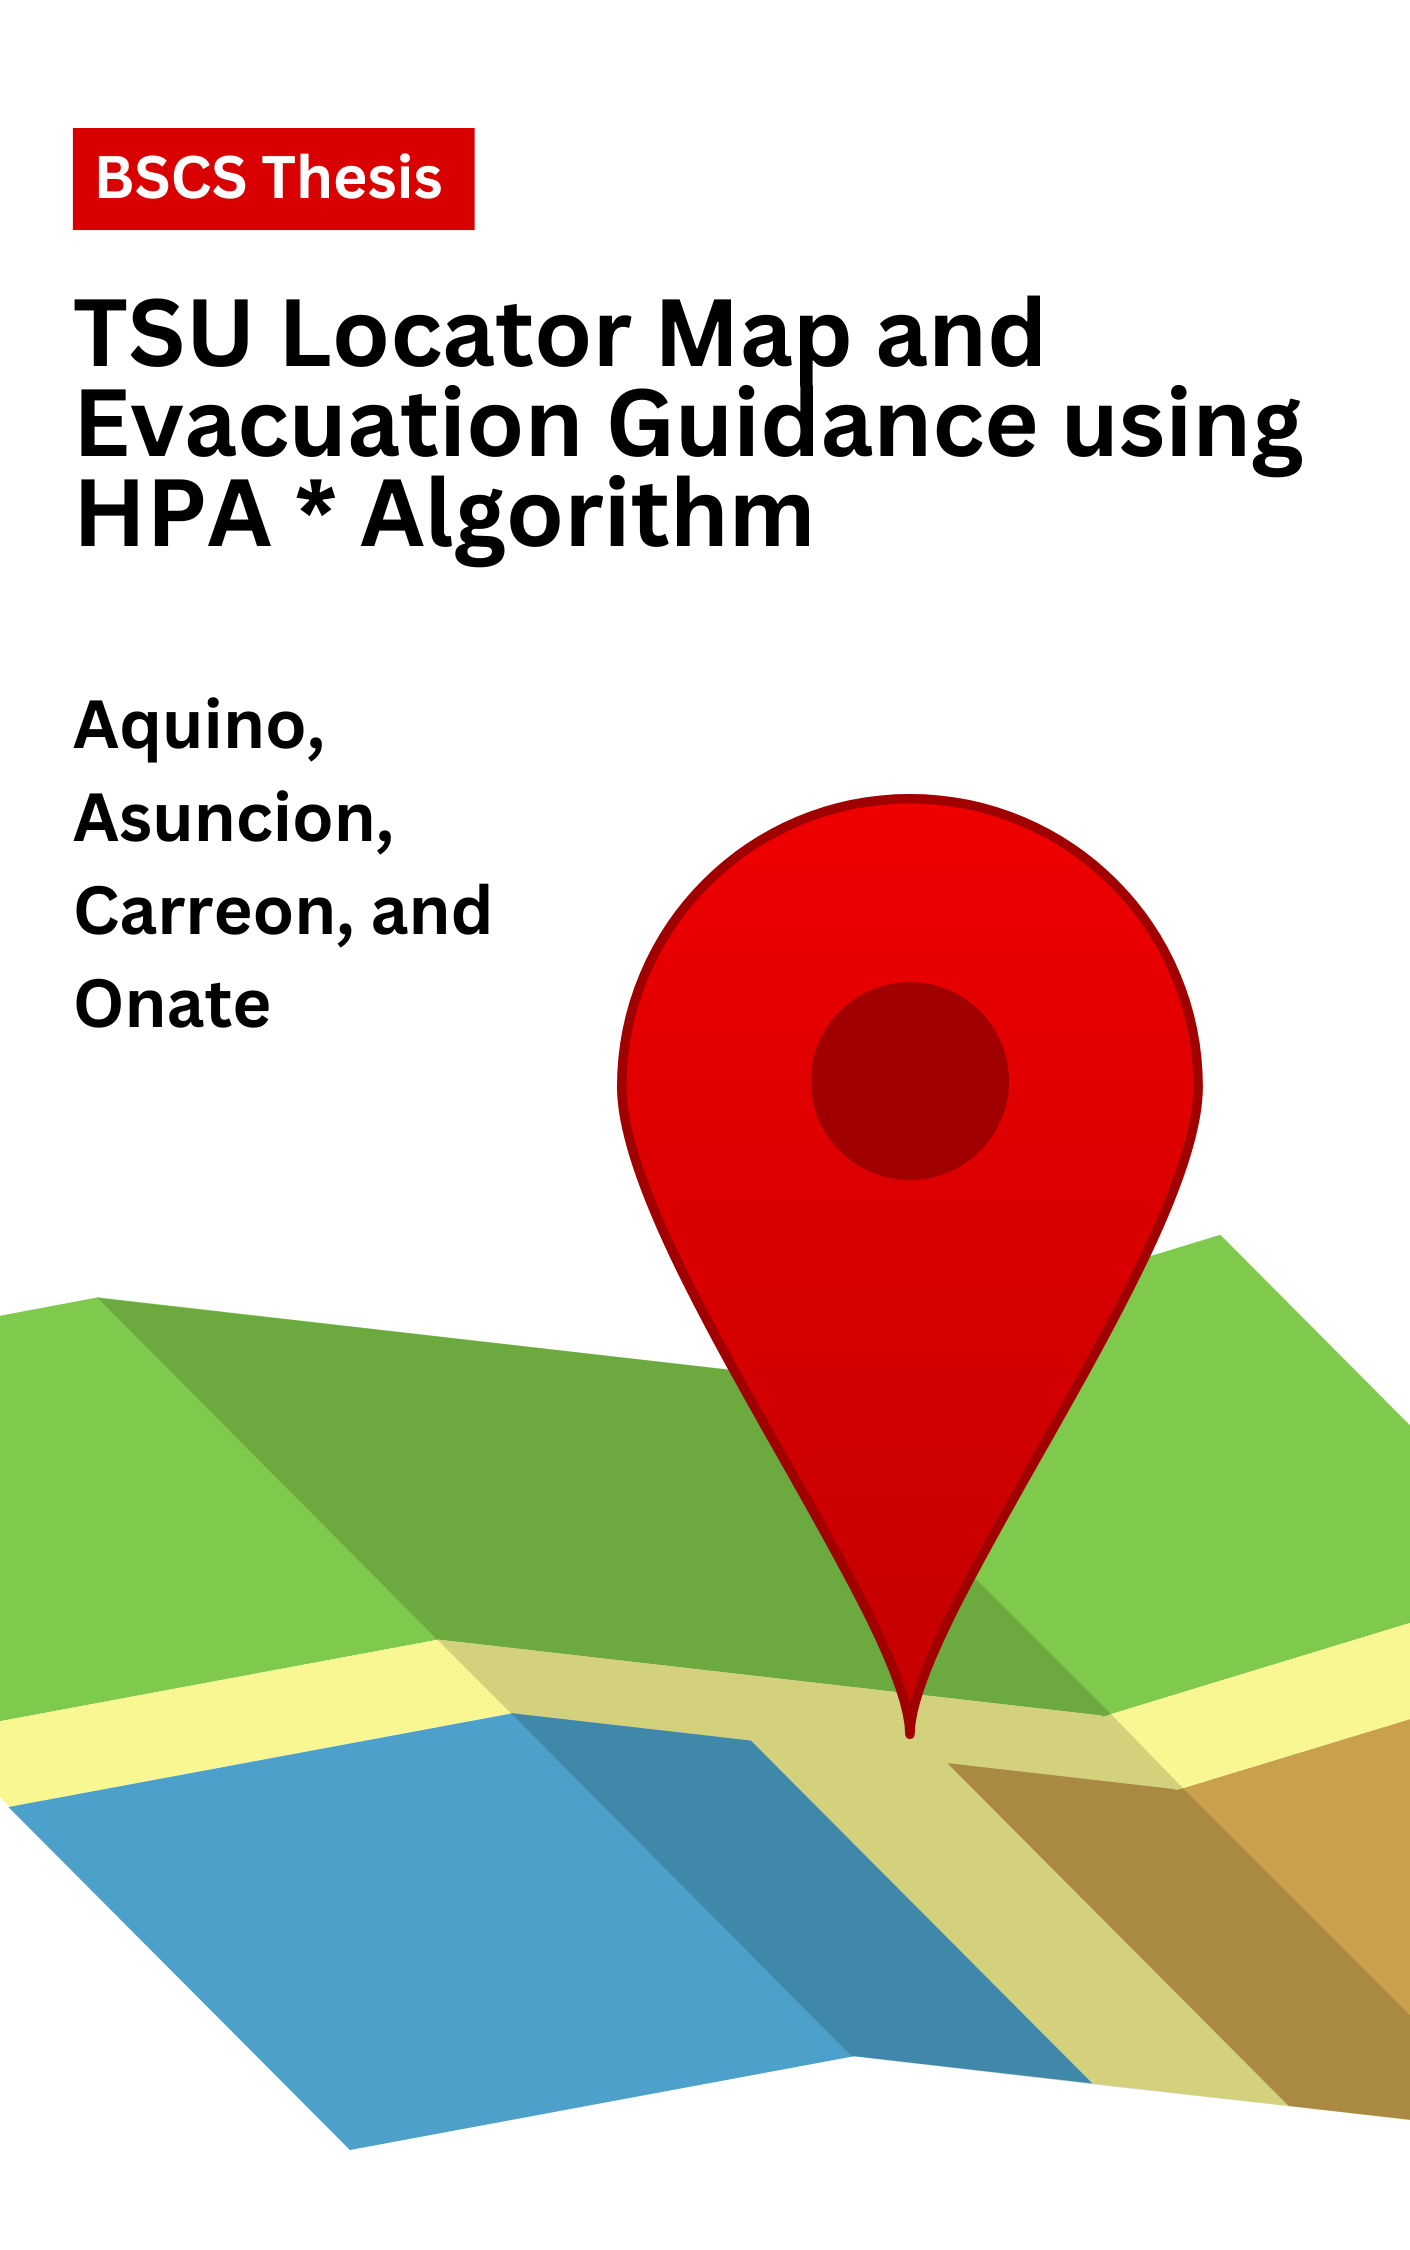 BSCS Thesis
TSU Locator Map and
Evacuation Guidance using
HPA * Algorithm
Aquino,
Asuncion,
Carreon, and
Onate